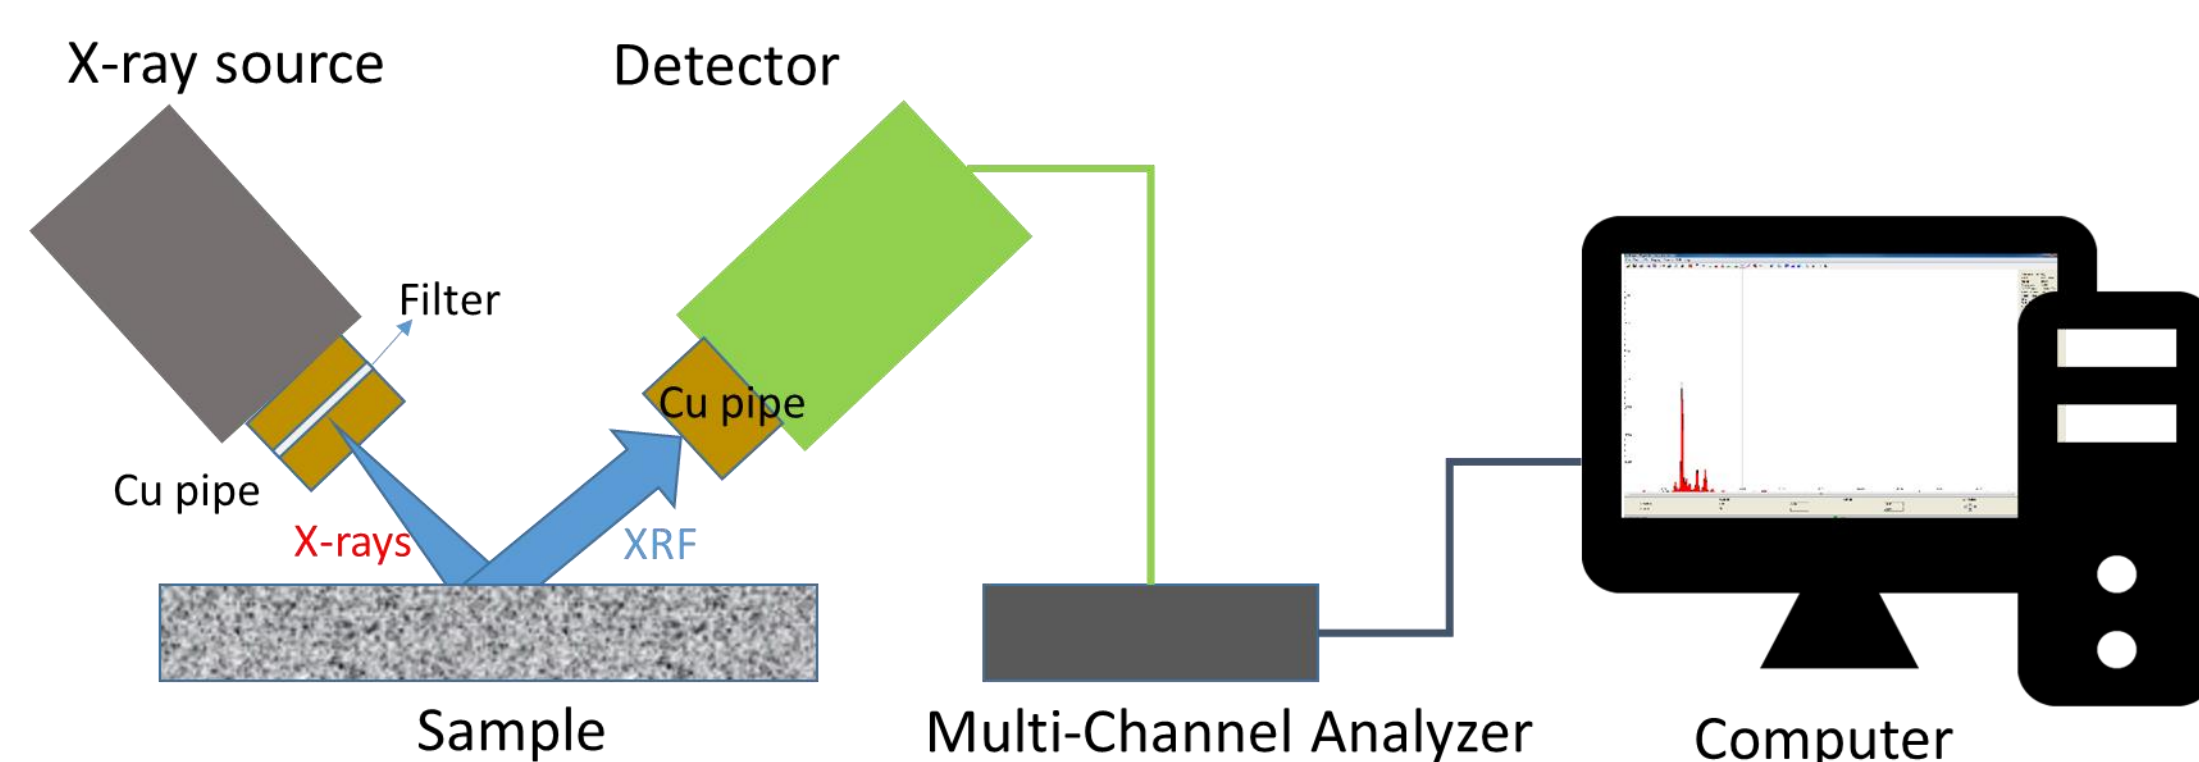 X-ray source
Detector
Filter
Cu pipe
Cu pipe
X-rays
XRF
Sample
Multi-Channel Analyzer
Computer